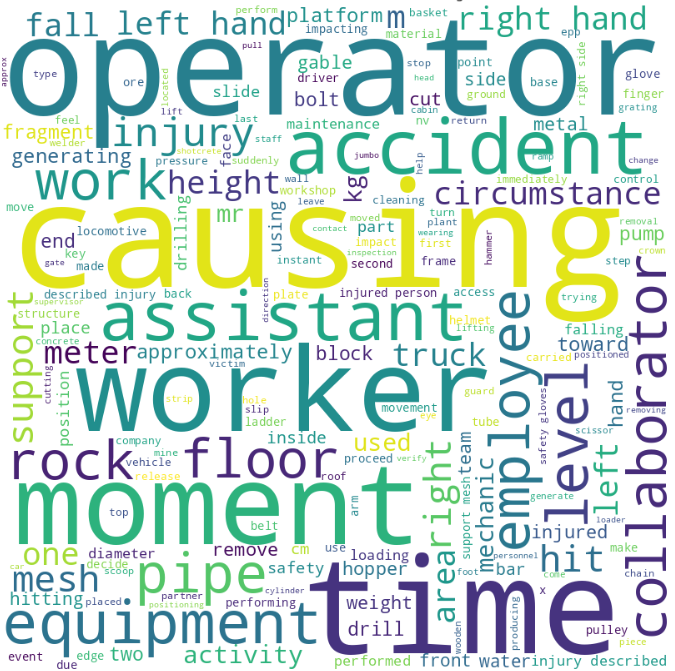 perform
basket
epp
fall
left hand
platform
m
impacting
material
right hand
operator
approx
pull
type
ore
slide
gable
driver
bolt
stop
head
cut
cabin
nv
point
side
ground
base
return
right side
located
glove
finger
grating
feel
lift
fragment
welder
injury
last
staff
maintenance
metal
generating
shotcrete
pressure
suddenly
face
accident
work
height
kg
wall
workshop
leave
jumbo
cleaning
help
ramp
immediately
change
control
circumstance
move
causing
mr
using
drilling
moved
contact
inspection
turn
plant
wearing
part
impact
first
hammer
step
removal
crown
pump
end
locomotive
key
made
gate
instant
second
frame
trying
described injury
back
direction
plate
injured person
access
supervisor
structure
concrete
support
place
position
assistant
helmet
lifting
falling
meter
approximately
block
truck
toward
carried
positioned
cutting
victim
worker
employee
level
collaborator
strip
hole
slip
ladder
movement
guard
eye
tube
safety gloves
hand
scissor
removing
company
mine
vehicle
release
inside
used
proceed
verify
rock
floor
roof
right
support mesh
team
mechanic
left
generate
loader
moment
top
belt
arm
one
diameter
decide
remove
cm
use
loading
area
personnel
injured
make
car
scoop
partner
cylinder
safety
hopper
foot
bar
hit
come
chain
mesh
hitting
placed
positioning
performing
pipe
weight
drill
time
wooden
producing
x
pulley
piece
equipment
event
due
edge
two
activity
performed
front
water
injury described